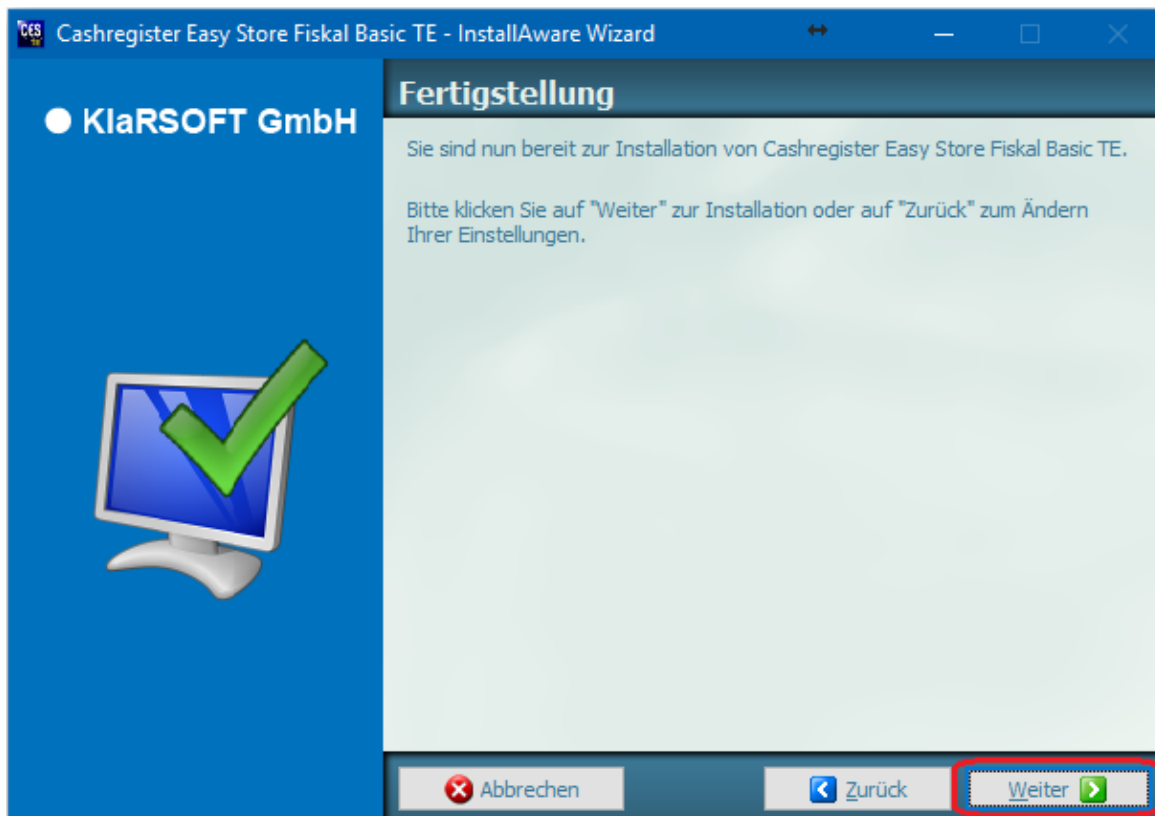 Cashregister Easy Store Fiskal Basic TE - InstallAware Wizard
KlaRSOFT GmbH
Fertigstellung
Sie sind nun bereit zur Installation von Cashregister Easy Store Fiskal Basic TE.
Bitte klicken Sie auf "Weiter" zur Installation oder auf "Zurück" zum Ändern
Ihrer Einstellungen.
Abbrechen
Zurück
Weiter